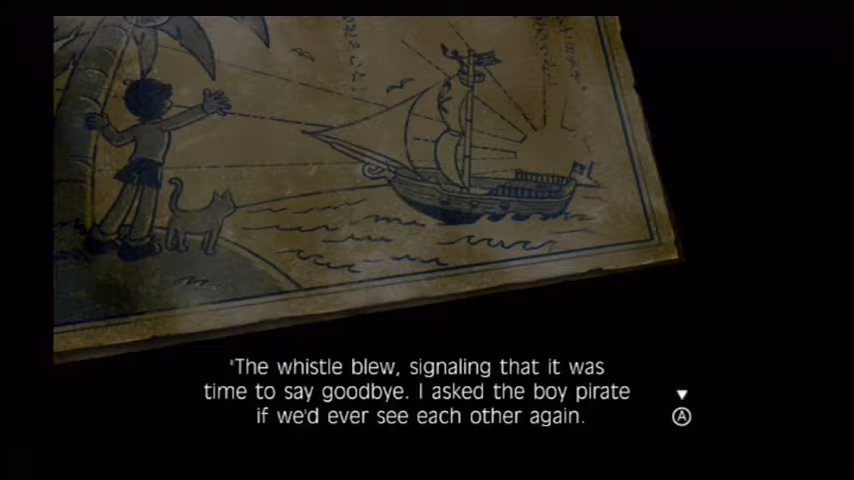 "The whistle blew, signaling that it was
time to say goodbye. I asked the boy pirate
if we'd ever see each other again.
A